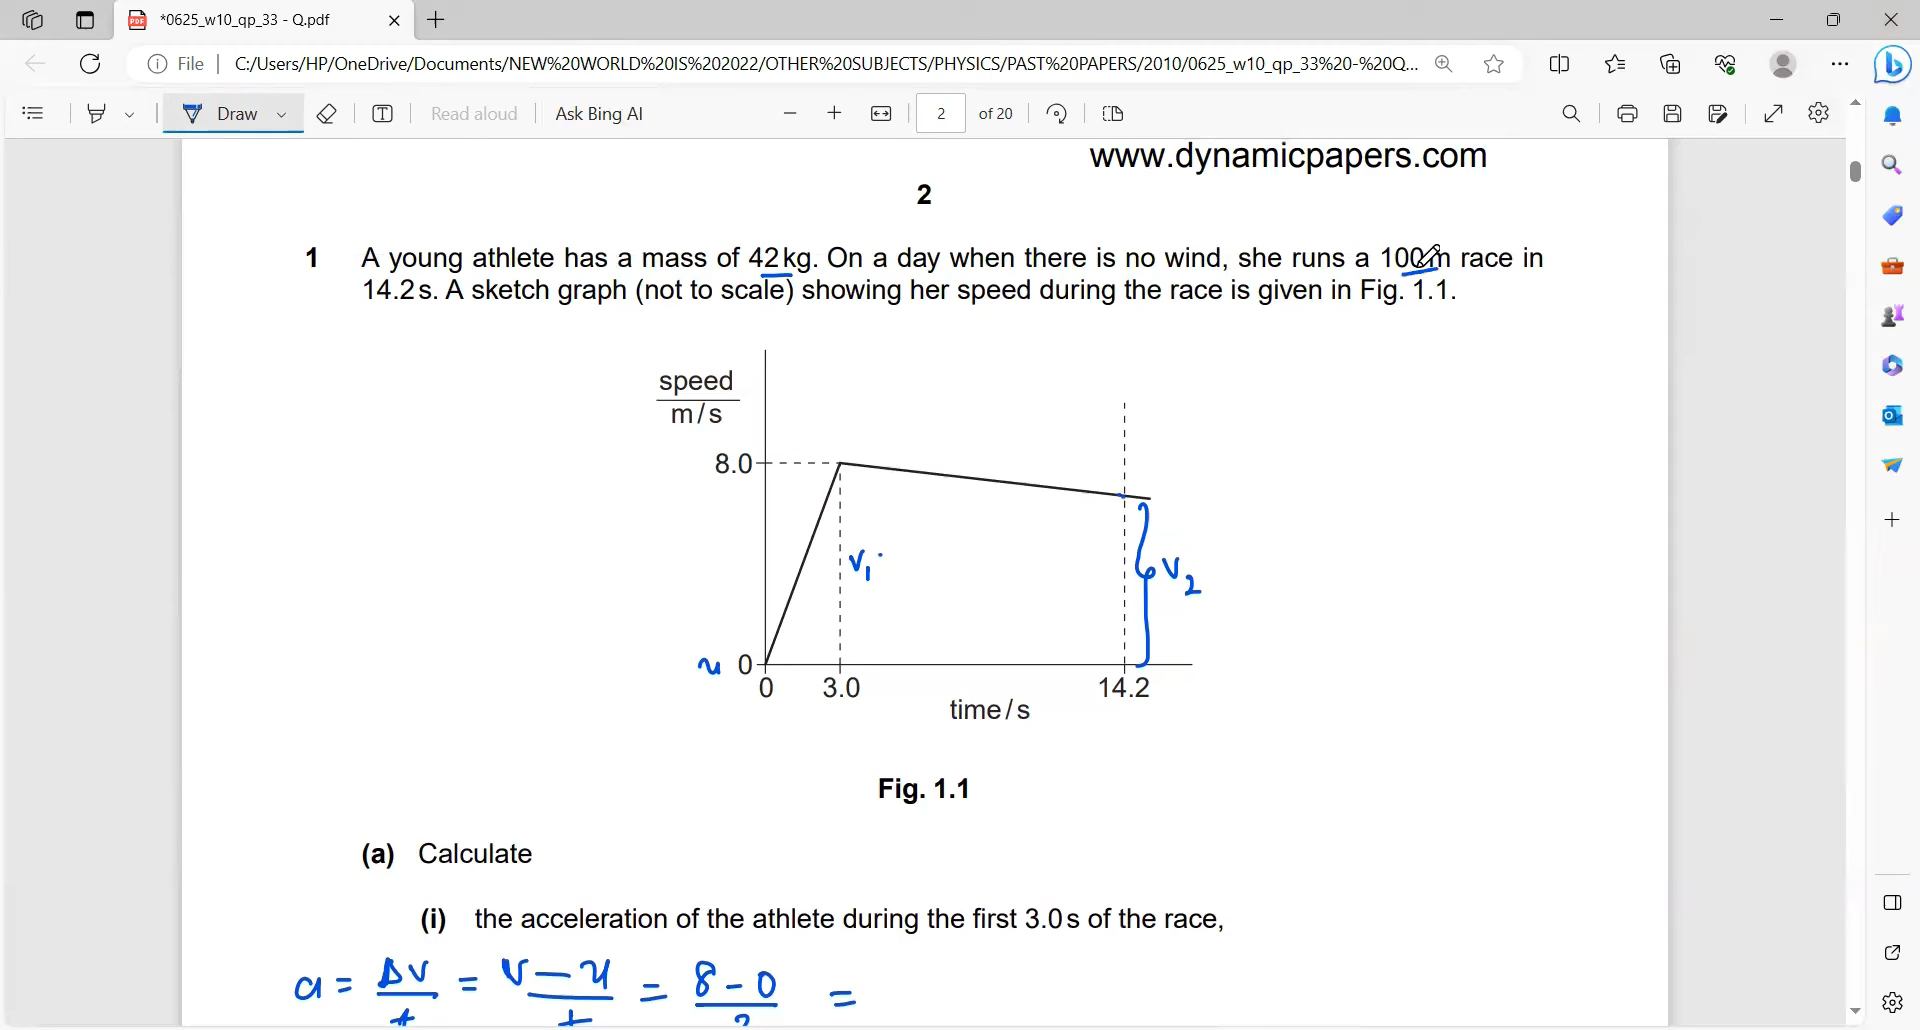 *0625_w10_qp_33 - Q.pdf
File
C:/Users/HP/OneDrive/Documents/NEW%20WORLD%20IS%202022/OTHER%20SUBJECTS/PHYSICS/PAST%20PAPERS/2010/0625_w10_qp_33%20-%20Q...
Draw
Read aloud
Ask Bing AI
2 of 20
www.dynamicpapers.com
2
1 A young athlete has a mass of 42 kg. On a day when there is no wind, she runs a 100 m race in
14.2 s. A sketch graph (not to scale) showing her speed during the race is given in Fig. 1.1.
speed
m / s
8.0
v1
v2
u 0
0 3.0 14.2
time / s
Fig. 1.1
(a) Calculate
(i) the acceleration of the athlete during the first 3.0 s of the race,
a = Δv = v – u = 8 - 0 =
t t